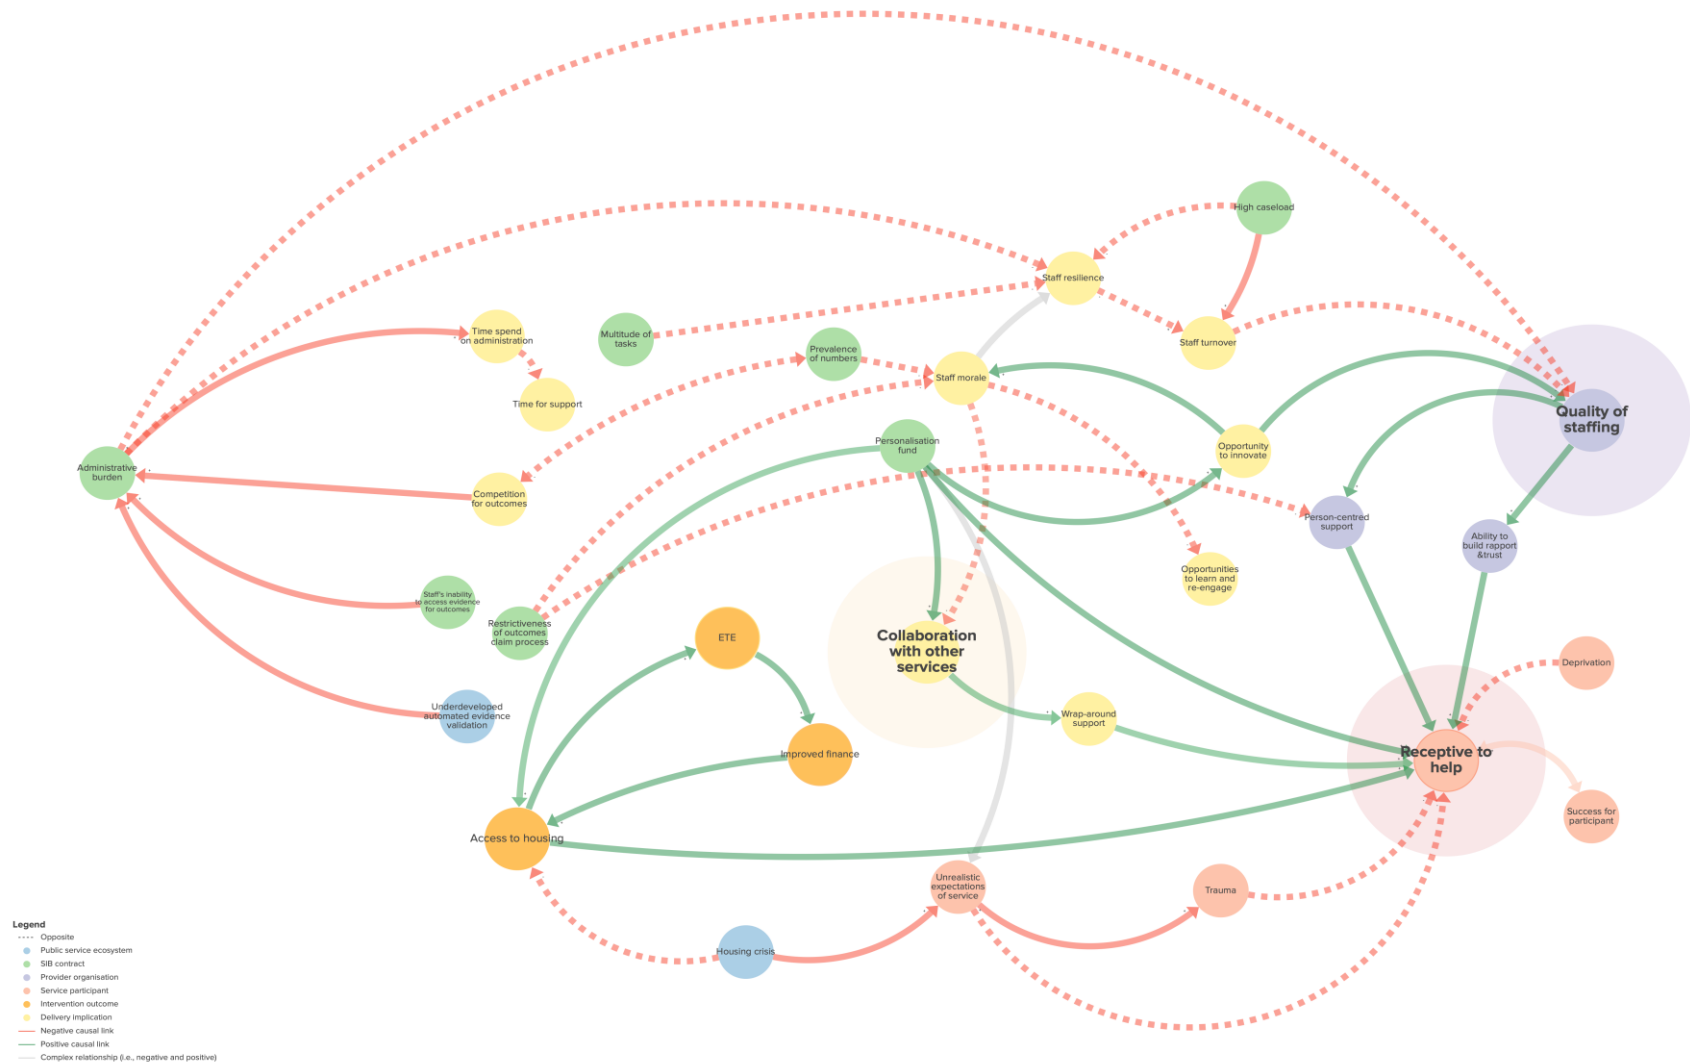 High caseload
Staff resilience
Time spend
on administration
Multitude of
tasks
Staff turnover
Prevalence
of numbers
Staff morale
Time for support
Quality of
staffing
Personalisation
fund
Opportunity
to innovate
Administrative
burden
Competition
for outcomes
Person-centred
support
Ability to
build rapport
&trust
Opportunities
to learn and
re-engage
Staff's inability
to access evidence
for outcomes
Restrictiveness
of outcomes
claim process
ETE
Collaboration
with other
services
Deprivation
Underdeveloped
automated evidence
validation
Wrap-around
support
Improved finance
Receptive to
help
Access to housing
Success for
participant
Unrealistic
expectations
of service
Trauma
Housing crisis
Legend
Opposite
Public service ecosystem
SIB contract
Provider organisation
Service participant
Intervention outcome
Delivery implication
Negative causal link
Positive causal link
Complex relationship (i.e., negative and positive)